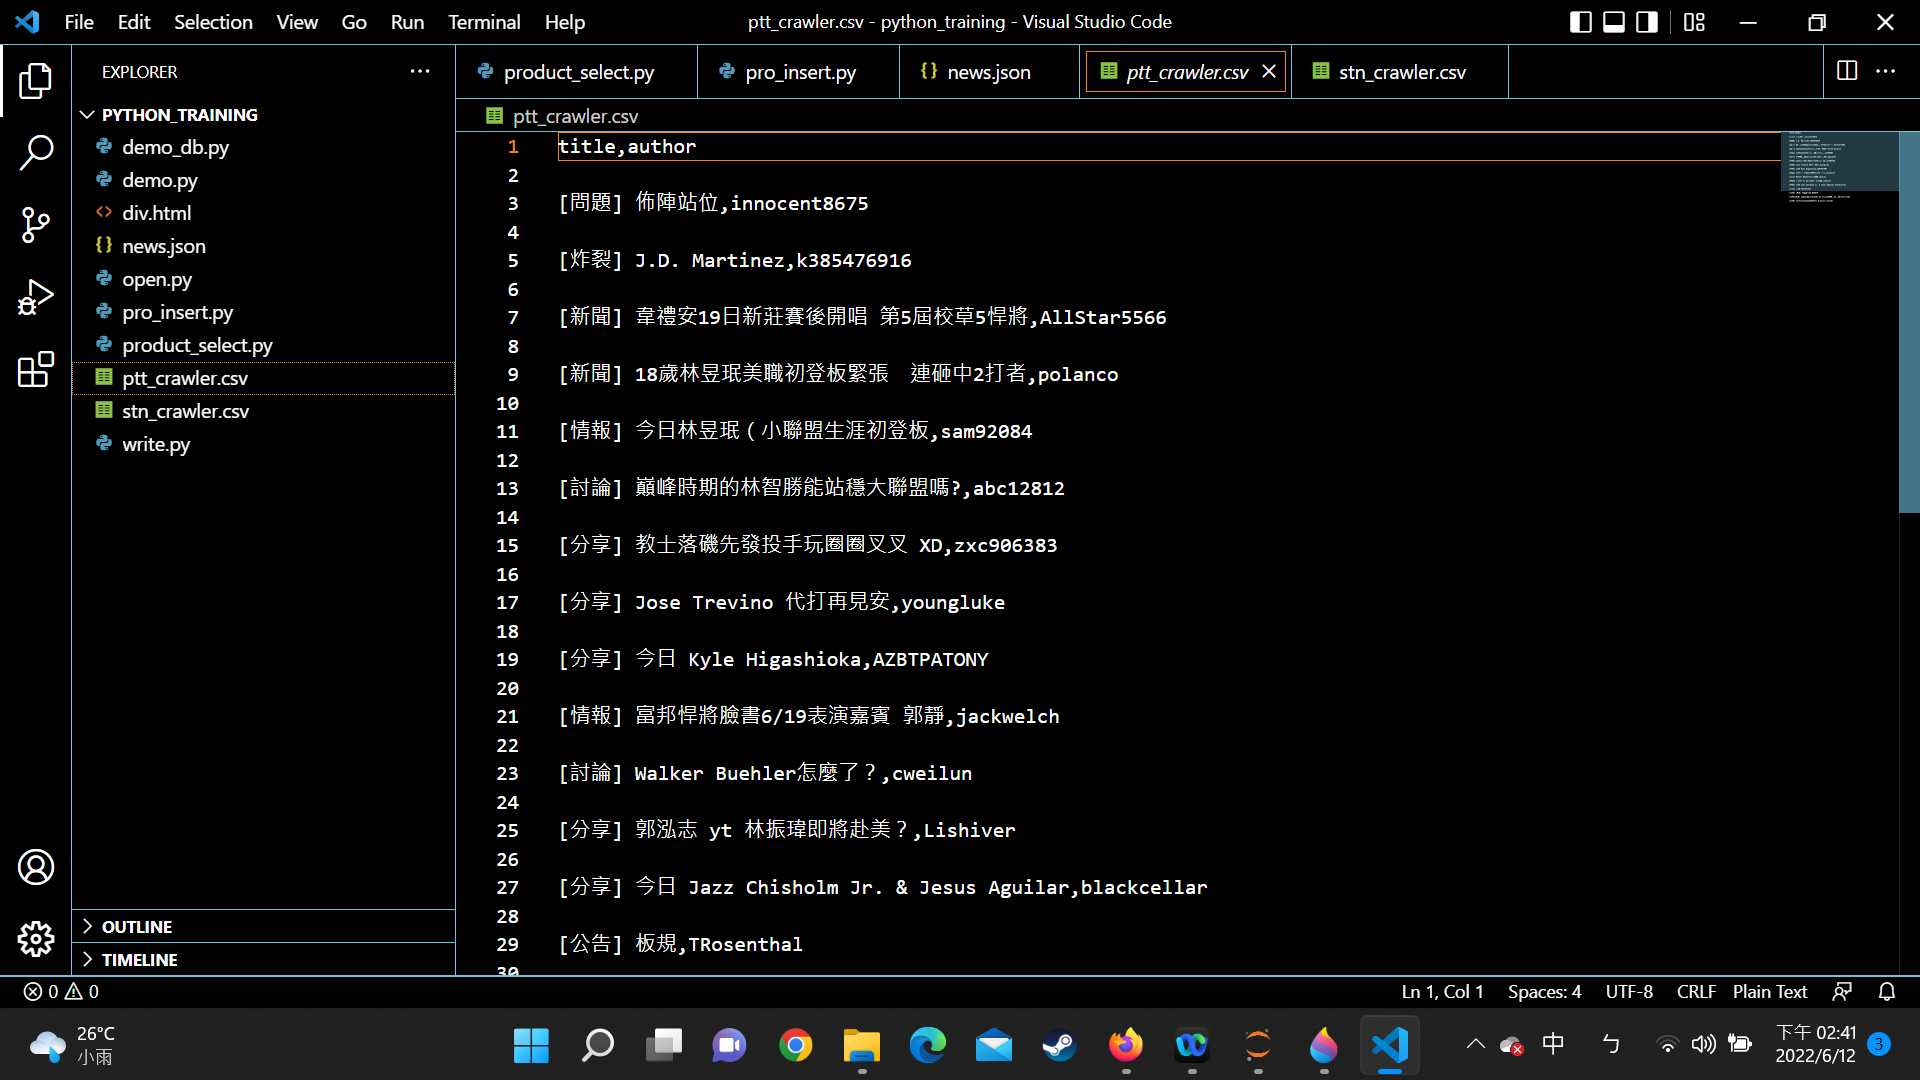 File Edit Selection View Go Run Terminal Help
ptt_crawler.csv - python_training - Visual Studio Code
EXPLORER
product_select.py
pro_insert.py
news.json
ptt_crawler.csv
stn_crawler.csv
PYTHON_TRAINING
demo_db.py
demo.py
div.html
news.json
open.py
pro_insert.py
product_select.py
ptt_crawler.csv
stn_crawler.csv
write.py
OUTLINE
TIMELINE
ptt_crawler.csv
1 title,author
2
3 [問題] 佈陣站位,innocent8675
4
5 [炸裂] J.D. Martinez,k385476916
6
7 [新聞] 韋禮安19日新莊賽後開唱 第5屆校草5悍將,AllStar5566
8
9 [新聞] 18歲林昱珉美職初登板緊張　連砸中2打者,polanco
10
11 [情報] 今日林昱珉（小聯盟生涯初登板,sam92084
12
13 [討論] 巔峰時期的林智勝能站穩大聯盟嗎?,abc12812
14
15 [分享] 教士落磯先發投手玩圈圈叉叉 XD,zxc906383
16
17 [分享] Jose Trevino 代打再見安,youngluke
18
19 [分享] 今日 Kyle Higashioka,AZBTPATONY
20
21 [情報] 富邦悍將臉書6/19表演嘉賓 郭靜,jackwelch
22
23 [討論] Walker Buehler怎麼了？,cweilun
24
25 [分享] 郭泓志 yt 林振瑋即將赴美？,Lishiver
26
27 [分享] 今日 Jazz Chisholm Jr. & Jesus Aguilar,blackcellar
28
29 [公告] 板規,TRosenthal
30
0 0
Ln 1, Col 1 Spaces: 4 UTF-8 CRLF Plain Text
26°C
小雨
中
ㄅ
下午 02:41
2022/6/12
3